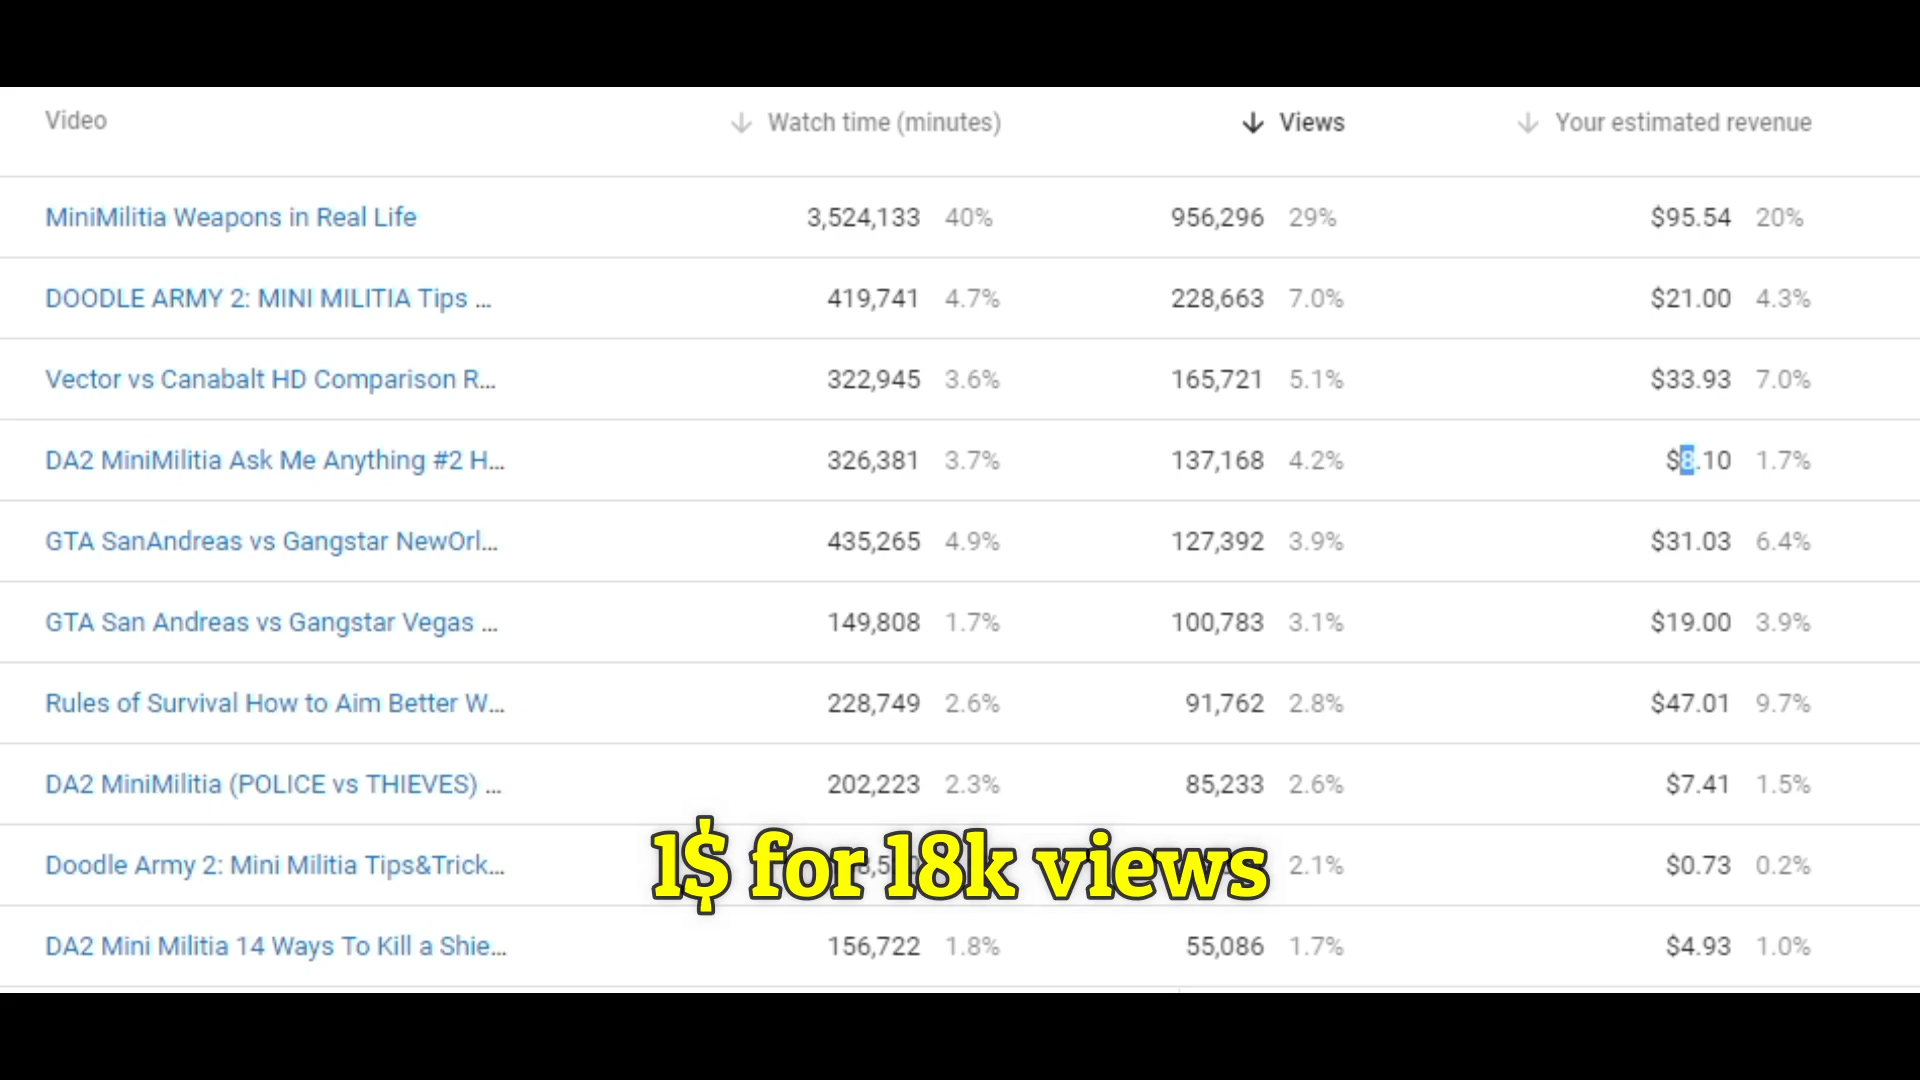 Video ↓ Watch time (minutes) ↓ Views ↓ Your estimated revenue
MiniMilitia Weapons in Real Life 3,524,133 40% 956,296 29% $95.54 20%
DOODLE ARMY 2: MINI MILITIA Tips ... 419,741 4.7% 228,663 7.0% $21.00 4.3%
Vector vs Canabalt HD Comparison R... 322,945 3.6% 165,721 5.1% $33.93 7.0%
DA2 MiniMilitia Ask Me Anything #2 H... 326,381 3.7% 137,168 4.2% $8.10 1.7%
GTA SanAndreas vs Gangstar NewOrl... 435,265 4.9% 127,392 3.9% $31.03 6.4%
GTA San Andreas vs Gangstar Vegas ... 149,808 1.7% 100,783 3.1% $19.00 3.9%
Rules of Survival How to Aim Better W... 228,749 2.6% 91,762 2.8% $47.01 9.7%
DA2 MiniMilitia (POLICE vs THIEVES) ... 202,223 2.3% 85,233 2.6% $7.41 1.5%
Doodle Army 2: Mini Militia Tips&Trick... 2.1% $0.73 0.2%
1$ for 18k views
DA2 Mini Militia 14 Ways To Kill a Shie... 156,722 1.8% 55,086 1.7% $4.93 1.0%